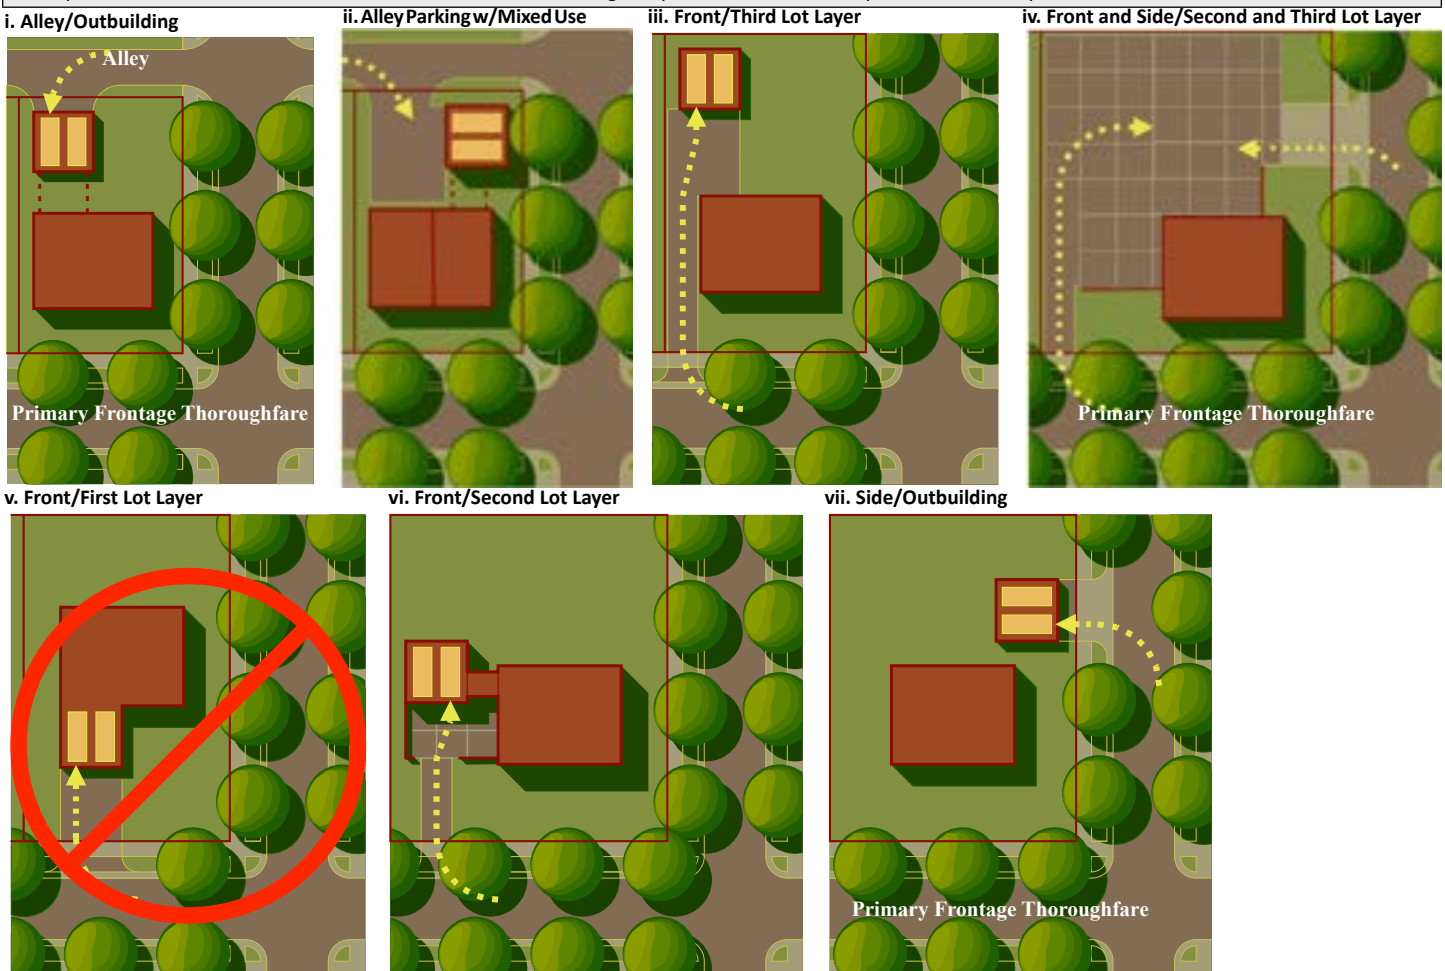 i. Alley/Outbuilding
ii. Alley Parking w/Mixed Use
iii. Front/Third Lot Layer
iv. Front and Side/Second and Third Lot Layer
Alley
Primary Frontage Thoroughfare
Primary Frontage Thoroughfare
v. Front/First Lot Layer
vi. Front/Second Lot Layer
vii. Side/Outbuilding
Primary Frontage Thoroughfare